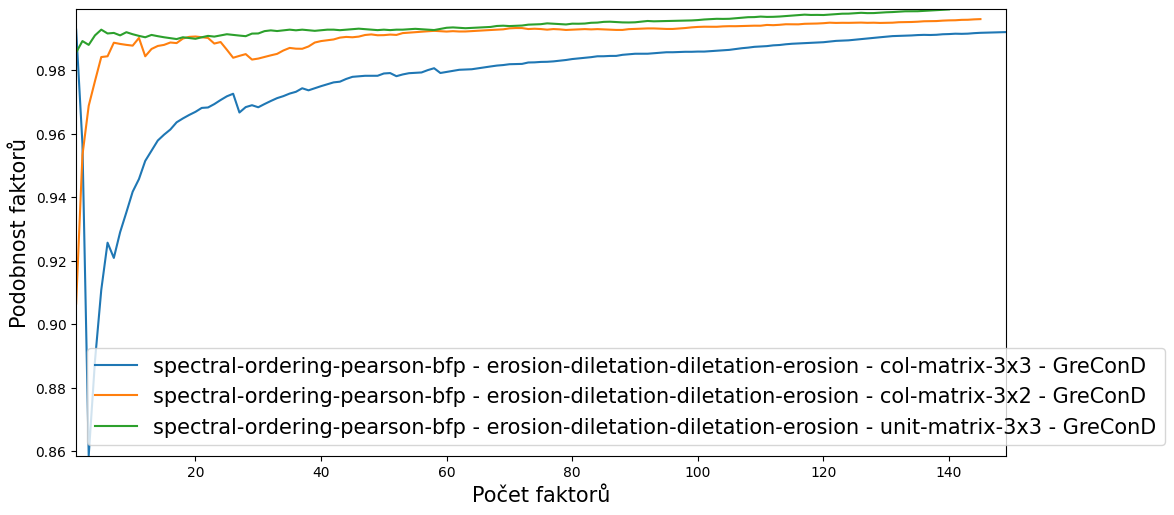 0.98
0.96
0.94
0.92
0.90
0.88
0.86
Podobnost faktorů
spectral-ordering-pearson-bfp - erosion-diletation-diletation-erosion - col-matrix-3x3 - GreConD
spectral-ordering-pearson-bfp - erosion-diletation-diletation-erosion - col-matrix-3x2 - GreConD
spectral-ordering-pearson-bfp - erosion-diletation-diletation-erosion - unit-matrix-3x3 - GreConD
20 40 60 80 100 120 140
Počet faktorů